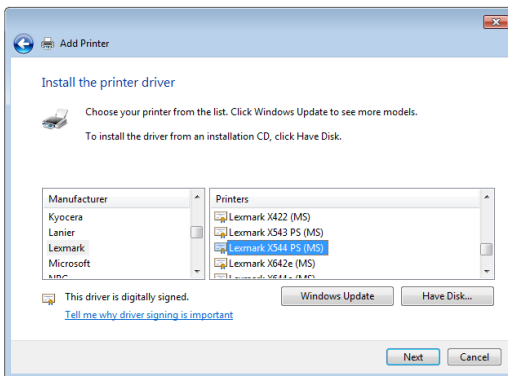 Add Printer
Install the printer driver
Choose your printer from the list. Click Windows Update to see more models.
To install the driver from an installation CD, click Have Disk.
Manufacturer
Kyocera
Lanier
Lexmark
Microsoft
Printers
Lexmark X422 (MS)
Lexmark X543 PS (MS)
Lexmark X544 PS (MS)
Lexmark X642e (MS)
This driver is digitally signed.
Tell me why driver signing is important
Windows Update
Have Disk...
Next
Cancel